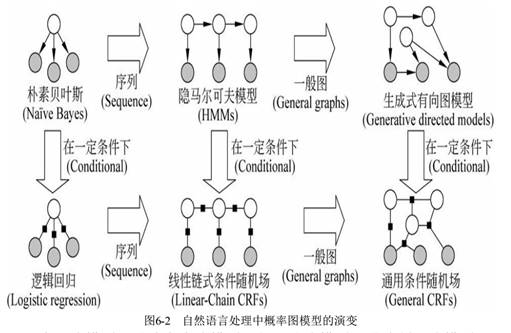 朴素贝叶斯
(Naïve Bayes)
序列
(Sequence)
隐马尔可夫模型
(HMMs)
一般图
(General graphs)
生成式有向图模型
(Generative directed models)
在一定条件下
(Conditional)
在一定条件下
(Conditional)
在一定条件下
(Conditional)
逻辑回归
(Logistic regression)
序列
(Sequence)
线性链式条件随机场
(Linear-Chain CRFs)
一般图
(General graphs)
通用条件随机场
(General CRFs)
图6-2 自然语言处理中概率图模型的演变